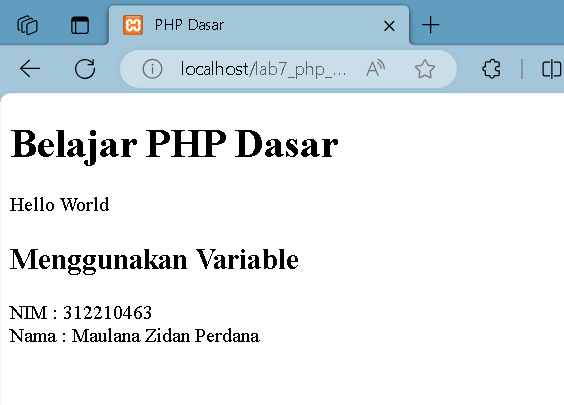 PHP Dasar
localhost/lab7_php_...
Belajar PHP Dasar
Hello World
Menggunakan Variable
NIM : 312210463
Nama : Maulana Zidan Perdana